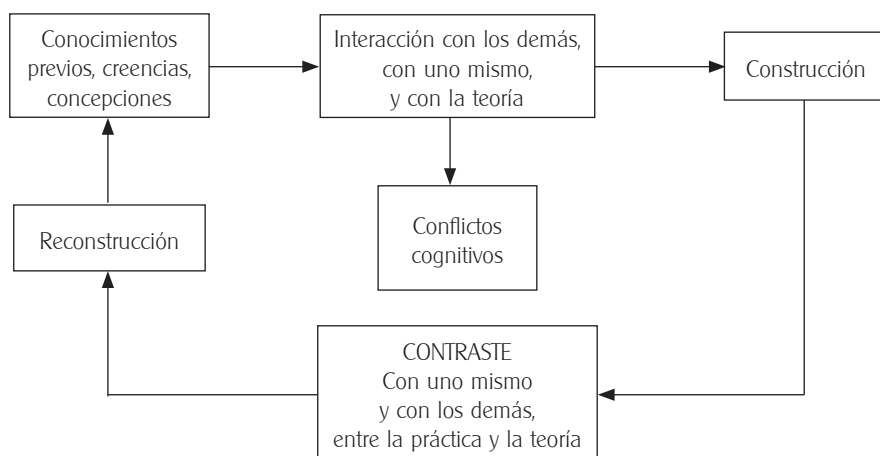 Conocimientos
previos, creencias,
concepciones
Interacción con los demás,
con uno mismo,
y con la teoría
Construcción
Conflictos
cognitivos
Reconstrucción
CONTRASTE
Con uno mismo
y con los demás,
entre la práctica y la teoría